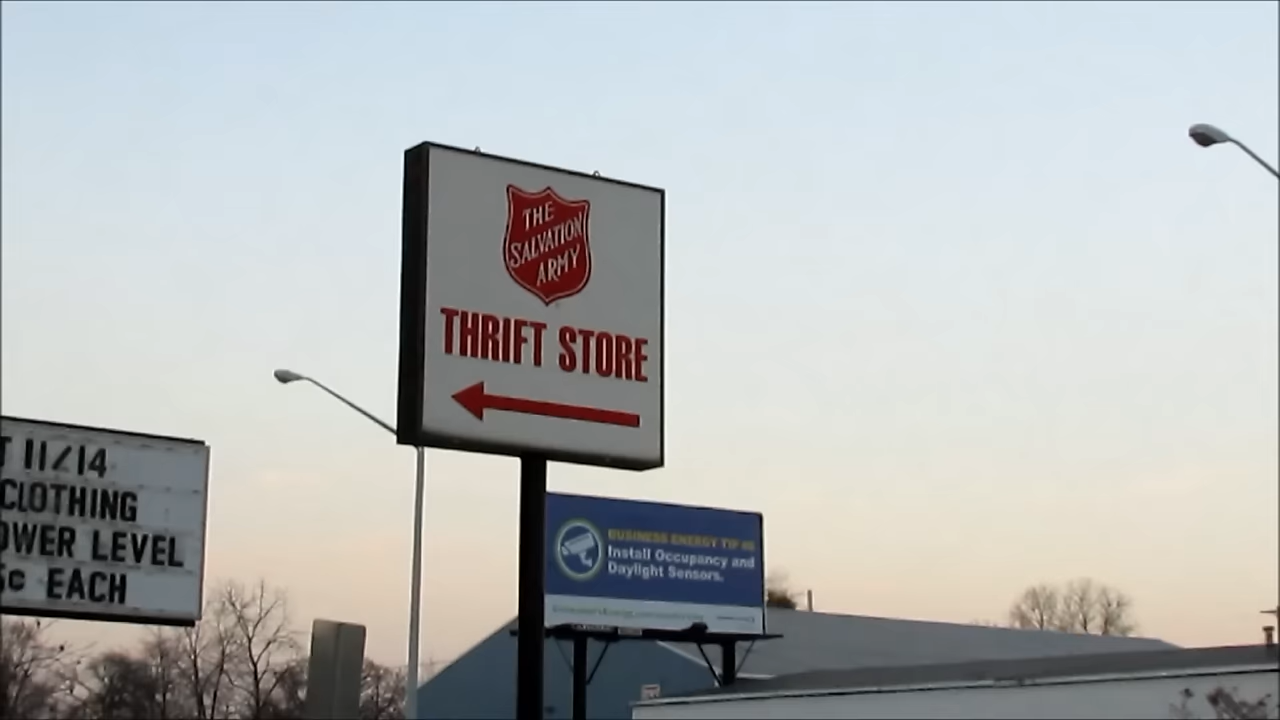 THE
SALVATION
ARMY
THRIFT STORE
T 11/14
CLOTHING
OWER LEVEL
5¢ EACH
BUSINESS ENERGY TIP
Install Occupancy and
Daylight Sensors.